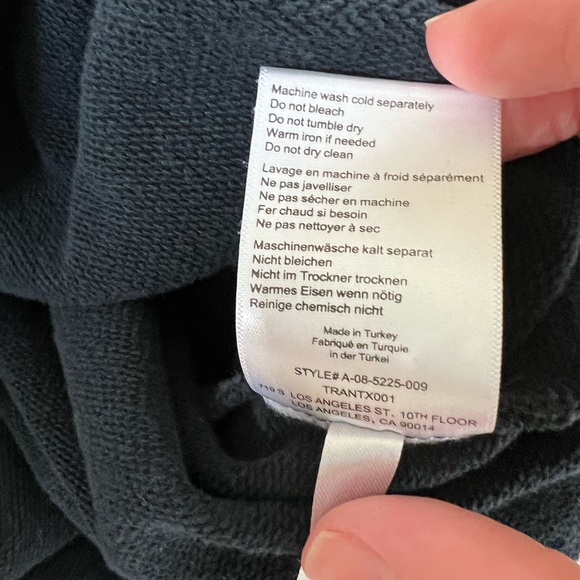 Machine wash cold separately
Do not bleach
Do not tumble dry
Warm iron if needed
Do not dry clean
Lavage en machine à froid séparément
Ne pas javelliser
Ne pas sécher en machine
Fer chaud si besoin
Ne pas nettoyer à sec
Maschinenwäsche kalt separat
Nicht bleichen
Nicht im Trockner trocknen
Warmes Eisen wenn nötig
Reinige chemisch nicht
Made in Turkey
Fabriqué en Turquie
in der Türkei
STYLE# A-08-5225-009
TRANTX001
719 S LOS ANGELES ST. 10TH FLOOR
LOS ANGELES, CA 90014